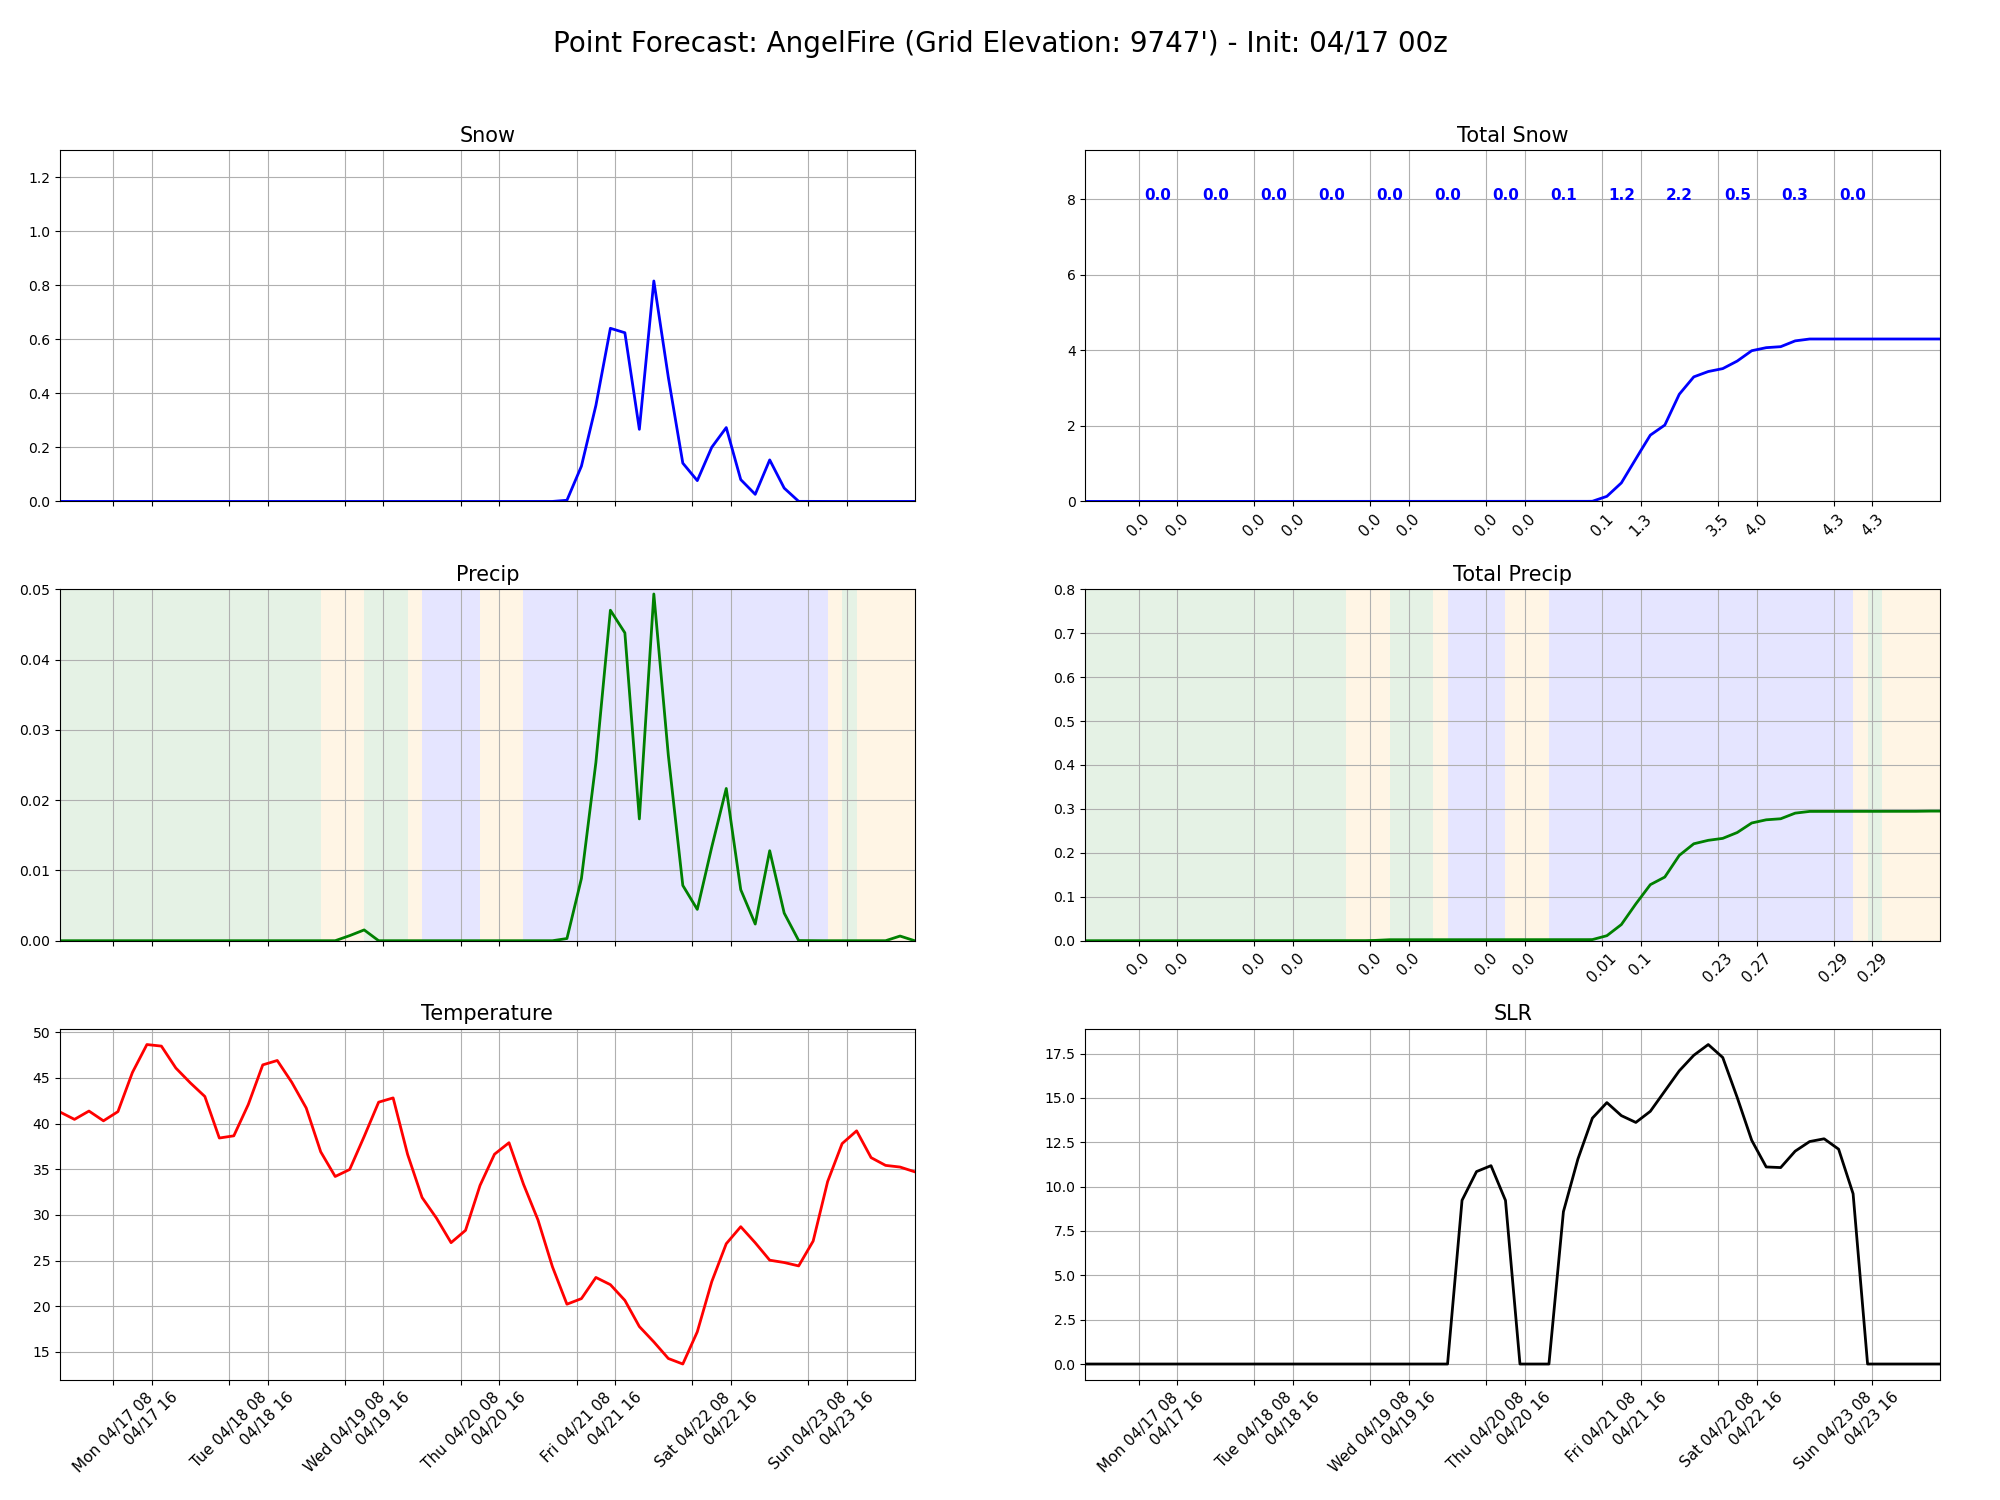 Point Forecast: AngelFire (Grid Elevation: 9747') - Init: 04/17 00z
Snow
1.2
1.0
0.8
0.6
0.4
0.2
0.0
Total Snow
0.0 0.0 0.0 0.0 0.0 0.0 0.0 0.1 1.2 2.2 0.5 0.3 0.0
8
6
4
2
0
0.0 0.0 0.0 0.0 0.0 0.0 0.0 0.0 0.1 1.3 3.5 4.0 4.3 4.3
Precip
0.05
0.04
0.03
0.02
0.01
0.00
Total Precip
0.8
0.7
0.6
0.5
0.4
0.3
0.2
0.1
0.0
0.0 0.0 0.0 0.0 0.0 0.0 0.0 0.0 0.01 0.1 0.23 0.27 0.29 0.29
Temperature
50
45
40
35
30
25
20
15
Mon 04/17 08
04/17 16
Tue 04/18 08
04/18 16
Wed 04/19 08
04/19 16
Thu 04/20 08
04/20 16
Fri 04/21 08
04/21 16
Sat 04/22 08
04/22 16
Sun 04/23 08
04/23 16
SLR
17.5
15.0
12.5
10.0
7.5
5.0
2.5
0.0
Mon 04/17 08
04/17 16
Tue 04/18 08
04/18 16
Wed 04/19 08
04/19 16
Thu 04/20 08
04/20 16
Fri 04/21 08
04/21 16
Sat 04/22 08
04/22 16
Sun 04/23 08
04/23 16